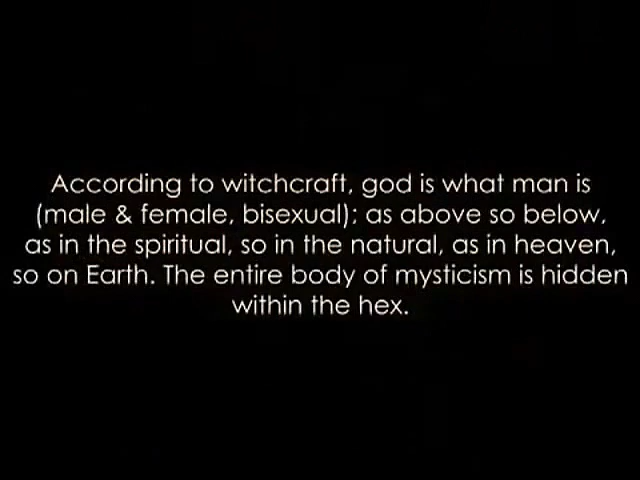 According to witchcraft, god is what man is
(male & female, bisexual); as above so below,
as in the spiritual, so in the natural, as in heaven,
so on Earth. The entire body of mysticism is hidden
within the hex.